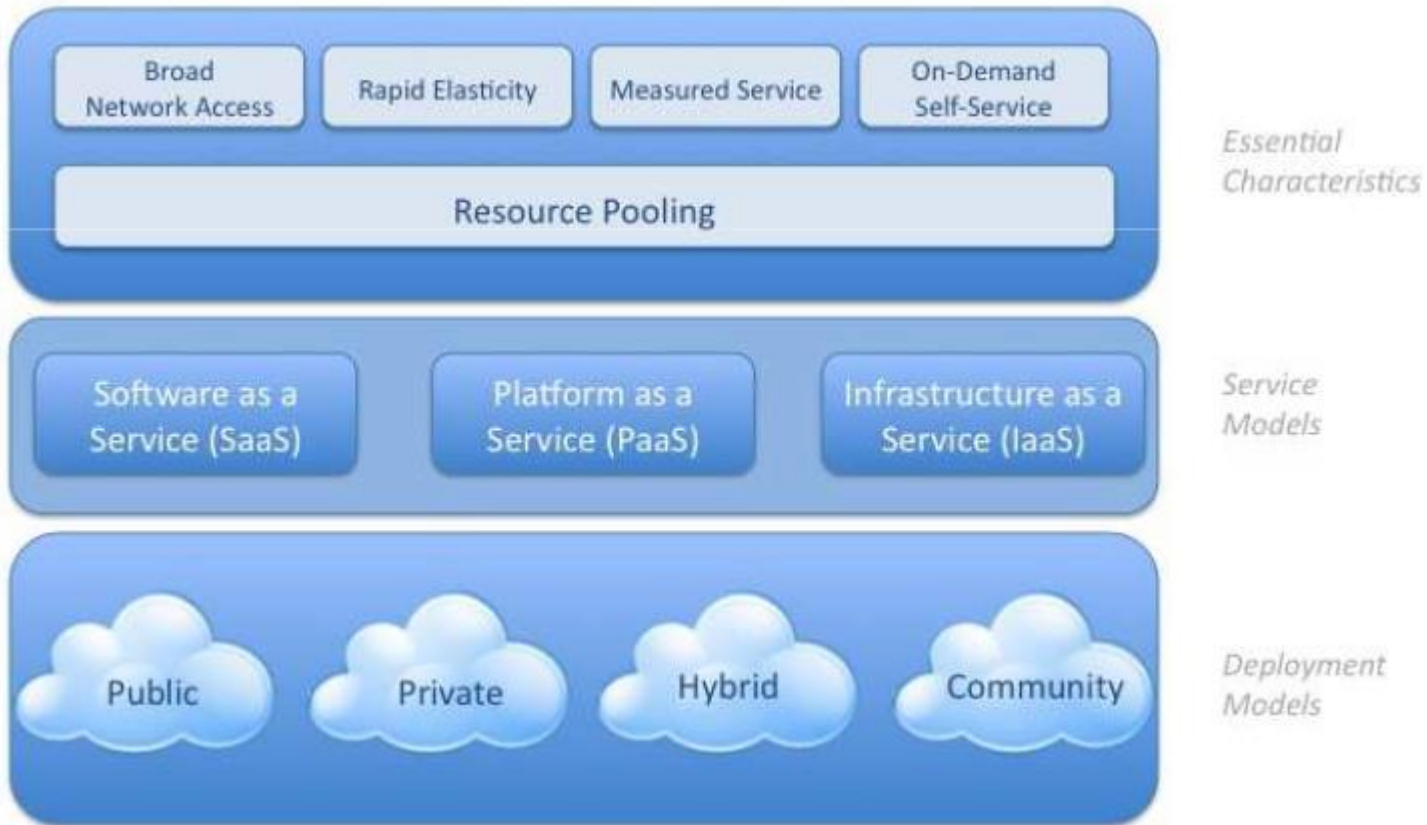 Broad
Network Access
Rapid Elasticity
Measured Service
On-Demand
Self-Service
Resource Pooling
Essential
Characteristics
Software as a
Service (SaaS)
Platform as a
Service (PaaS)
Infrastructure as a
Service (IaaS)
Service
Models
Public
Private
Hybrid
Community
Deployment
Models